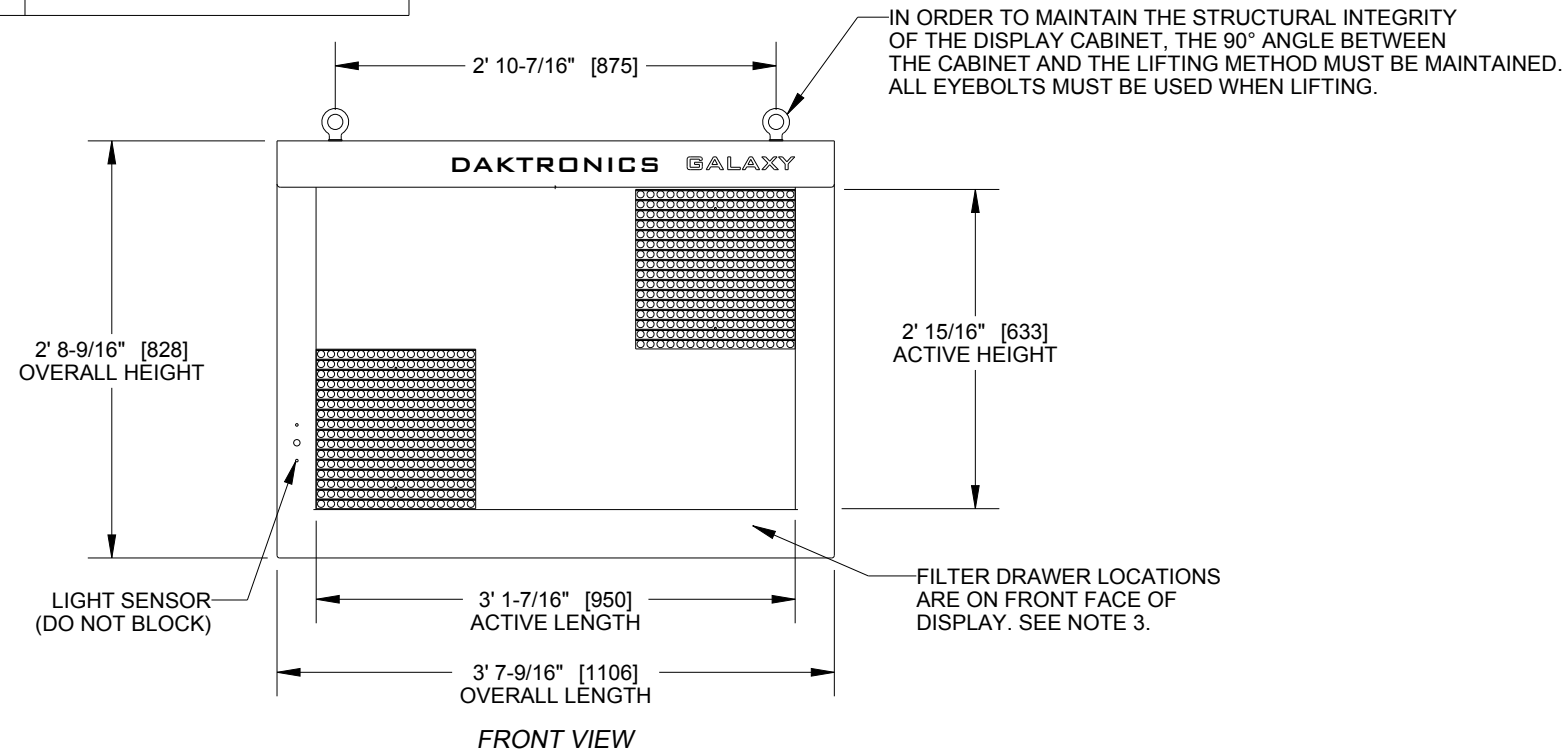 IN ORDER TO MAINTAIN THE STRUCTURAL INTEGRITY
OF THE DISPLAY CABINET, THE 90° ANGLE BETWEEN
THE CABINET AND THE LIFTING METHOD MUST BE MAINTAINED.
ALL EYEBOLTS MUST BE USED WHEN LIFTING.
2' 10-7/16" [875]
DAKTRONICS GALAXY
2' 8-9/16" [828]
OVERALL HEIGHT
2' 15/16" [633]
ACTIVE HEIGHT
LIGHT SENSOR
(DO NOT BLOCK)
3' 1-7/16" [950]
ACTIVE LENGTH
FILTER DRAWER LOCATIONS
ARE ON FRONT FACE OF
DISPLAY. SEE NOTE 3.
3' 7-9/16" [1106]
OVERALL LENGTH
FRONT VIEW